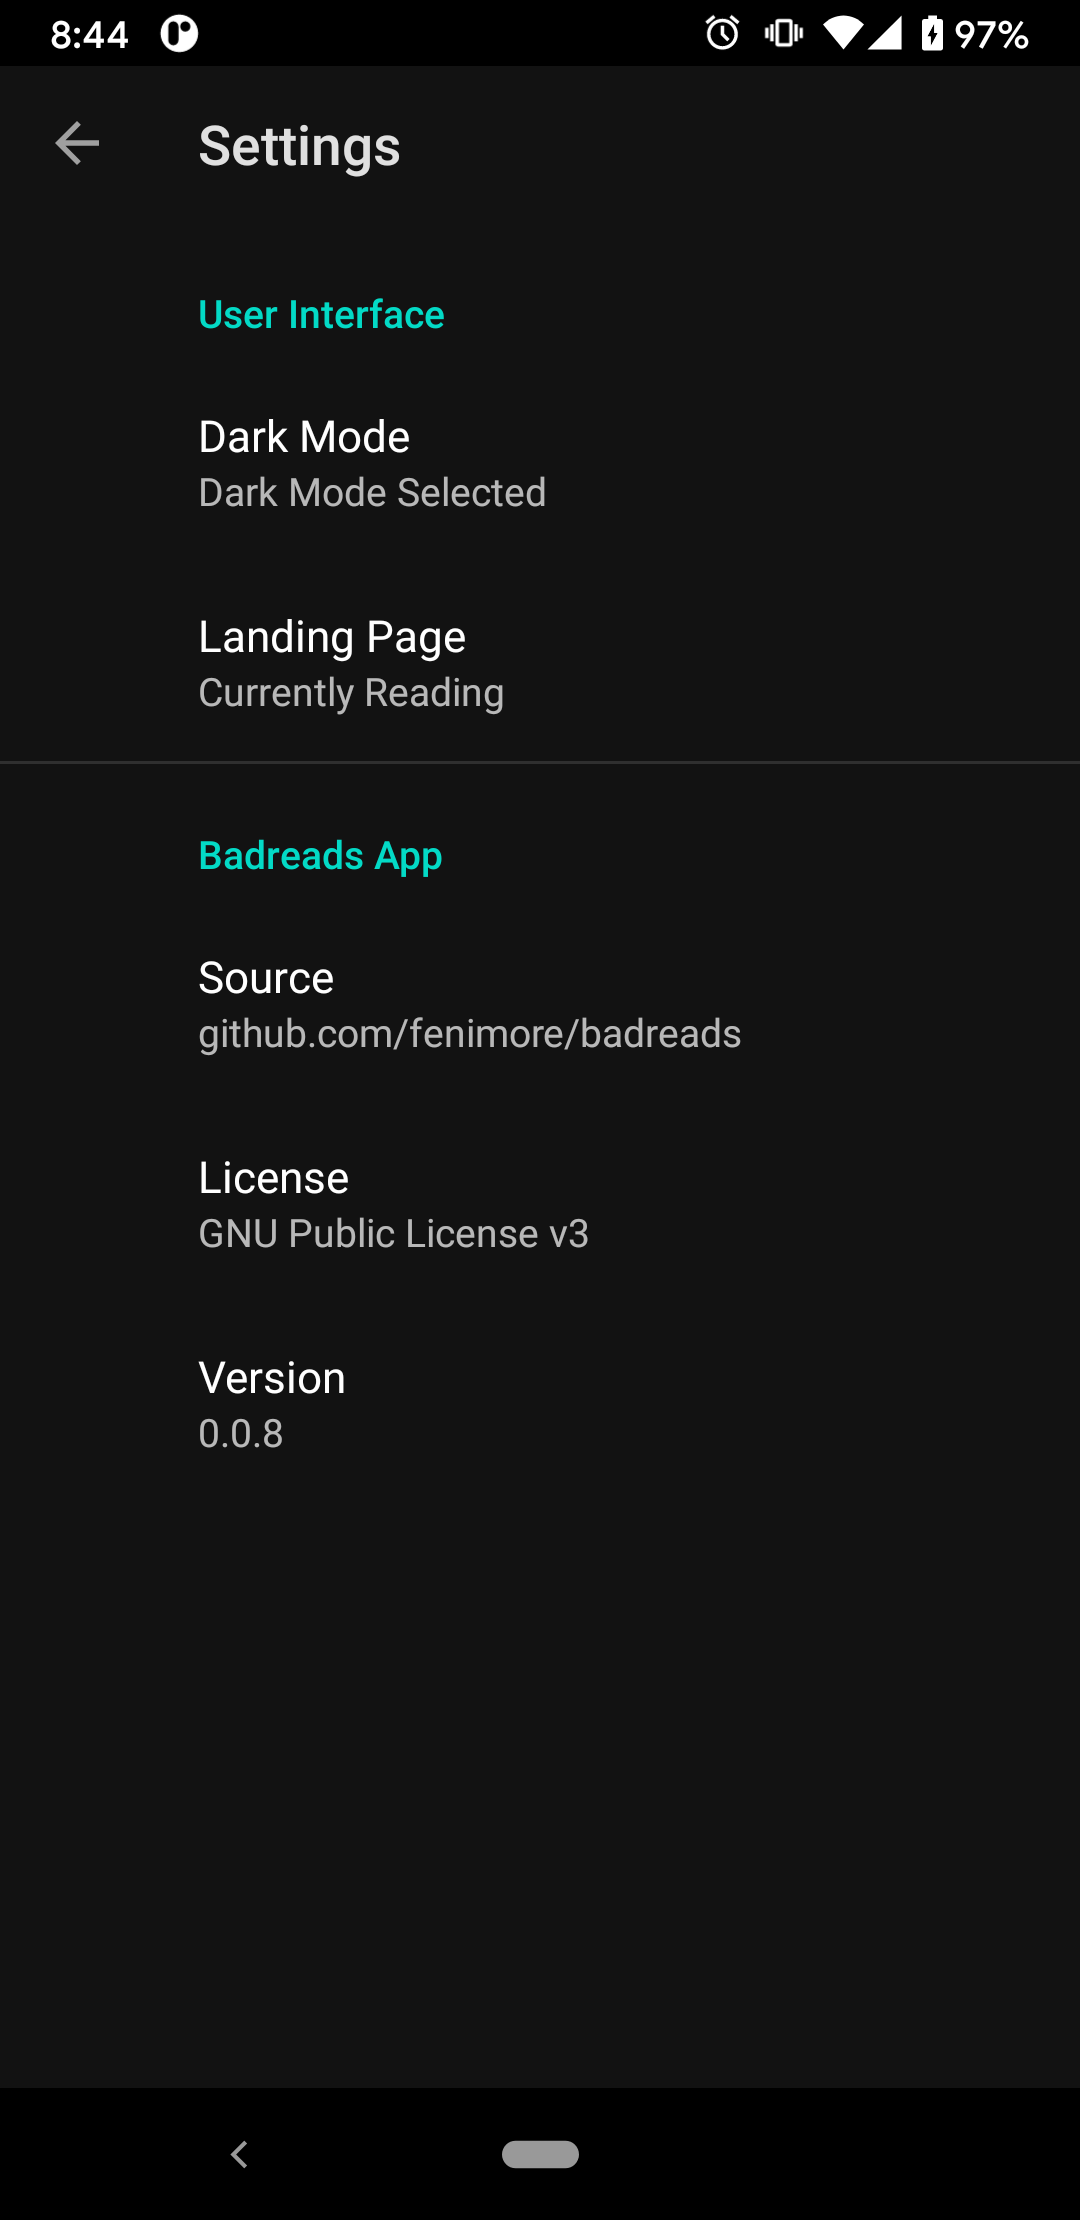 8:44
97%
Settings
User Interface
Dark Mode
Dark Mode Selected
Landing Page
Currently Reading
Badreads App
Source
github.com/fenimore/badreads
License
GNU Public License v3
Version
0.0.8